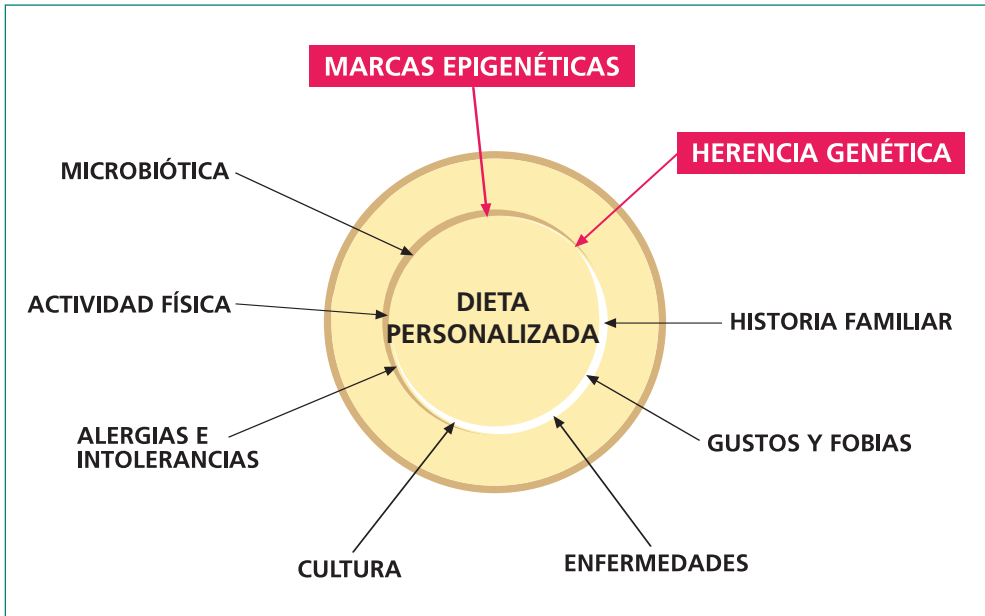 MARCAS EPIGENÉTICAS
HERENCIA GENÉTICA
MICROBIÓTICA
ACTIVIDAD FÍSICA
DIETA
PERSONALIZADA
HISTORIA FAMILIAR
ALERGIAS E
INTOLERANCIAS
GUSTOS Y FOBIAS
CULTURA
ENFERMEDADES